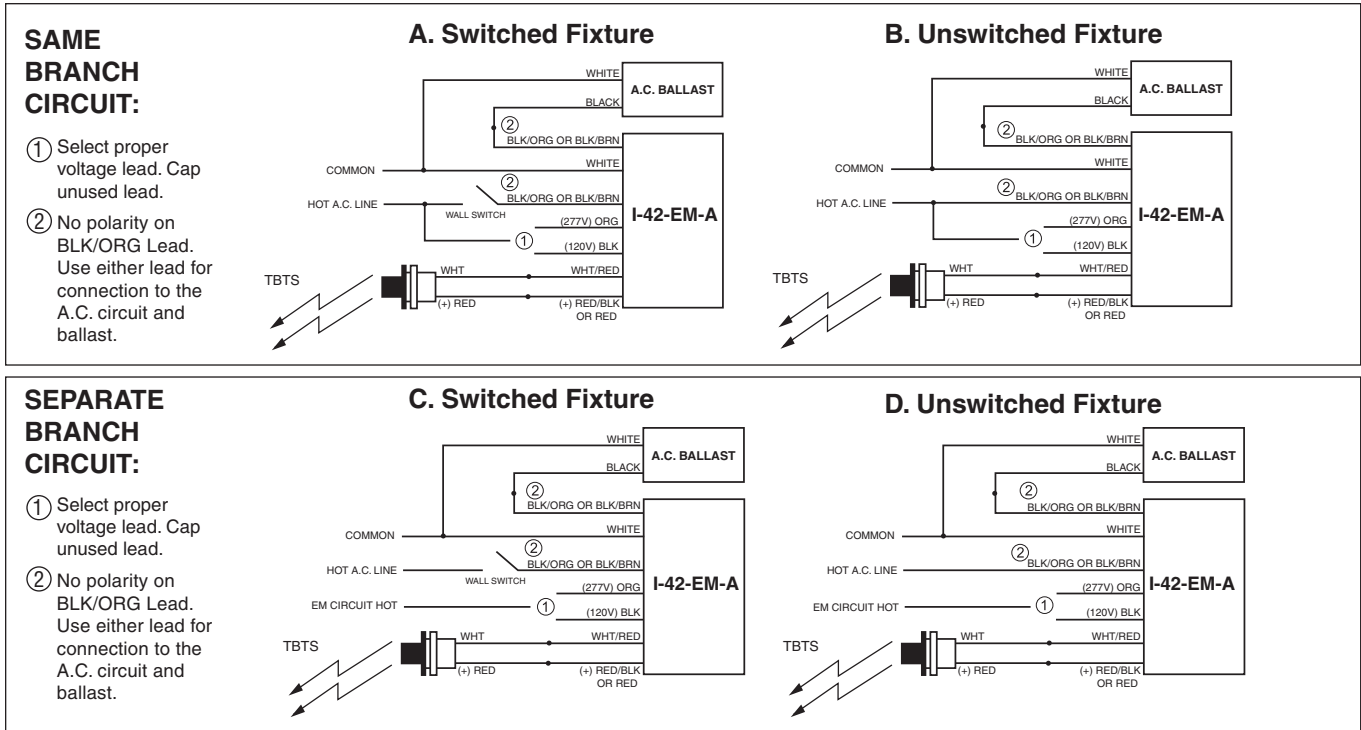 SAME
BRANCH
CIRCUIT:
1 Select proper
voltage lead. Cap
unused lead.
2 No polarity on
BLK/ORG Lead.
Use either lead for
connection to the
A.C. circuit and
ballast.
A. Switched Fixture
WHITE
A.C. BALLAST
BLACK
2
BLK/ORG OR BLK/BRN
WHITE
COMMON
2
BLK/ORG OR BLK/BRN
HOT A.C. LINE
WALL SWITCH
I-42-EM-A
(277V) ORG
1
(120V) BLK
TBTS
WHT
WHT/RED
(+) RED
(+) RED/BLK
OR RED
B. Unswitched Fixture
WHITE
A.C. BALLAST
BLACK
2
BLK/ORG OR BLK/BRN
WHITE
COMMON
2
BLK/ORG OR BLK/BRN
HOT A.C. LINE
I-42-EM-A
(277V) ORG
1
(120V) BLK
TBTS
WHT
WHT/RED
(+) RED
(+) RED/BLK
OR RED
SEPARATE
BRANCH
CIRCUIT:
1 Select proper
voltage lead. Cap
unused lead.
2 No polarity on
BLK/ORG Lead.
Use either lead for
connection to the
A.C. circuit and
ballast.
C. Switched Fixture
WHITE
A.C. BALLAST
BLACK
2
BLK/ORG OR BLK/BRN
WHITE
COMMON
2
BLK/ORG OR BLK/BRN
HOT A.C. LINE
WALL SWITCH
I-42-EM-A
(277V) ORG
EM CIRCUIT HOT
1
(120V) BLK
TBTS
WHT
WHT/RED
(+) RED
(+) RED/BLK
OR RED
D. Unswitched Fixture
WHITE
A.C. BALLAST
BLACK
2
BLK/ORG OR BLK/BRN
WHITE
COMMON
2
BLK/ORG OR BLK/BRN
HOT A.C. LINE
I-42-EM-A
(277V) ORG
EM CIRCUIT HOT
1
(120V) BLK
TBTS
WHT
WHT/RED
(+) RED
(+) RED/BLK
OR RED